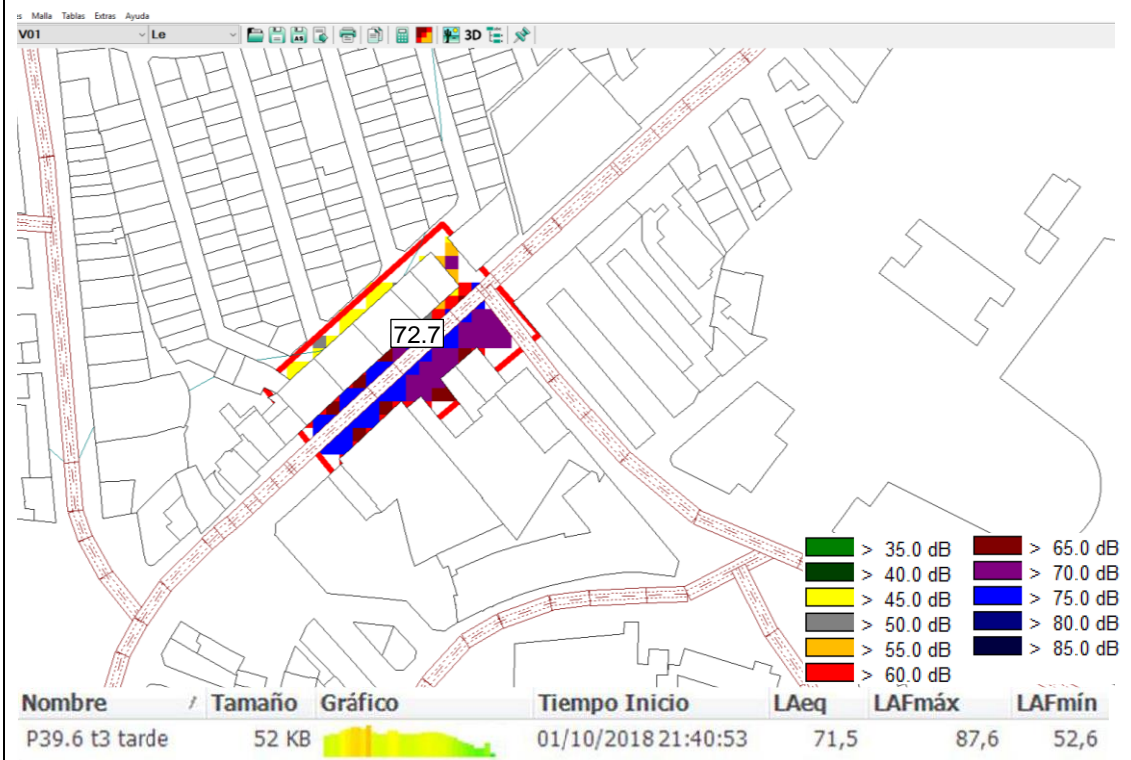 Malla Tablas Extras Ayuda
V01 Le AS 3D
72.7
> 35.0 dB > 65.0 dB
> 40.0 dB > 70.0 dB
> 45.0 dB > 75.0 dB
> 50.0 dB > 80.0 dB
> 55.0 dB > 85.0 dB
> 60.0 dB
Nombre / Tamaño Gráfico Tiempo Inicio LAeq LAFmáx LAFmín
P39.6 t3 tarde 52 KB 01/10/2018 21:40:53 71,5 87,6 52,6